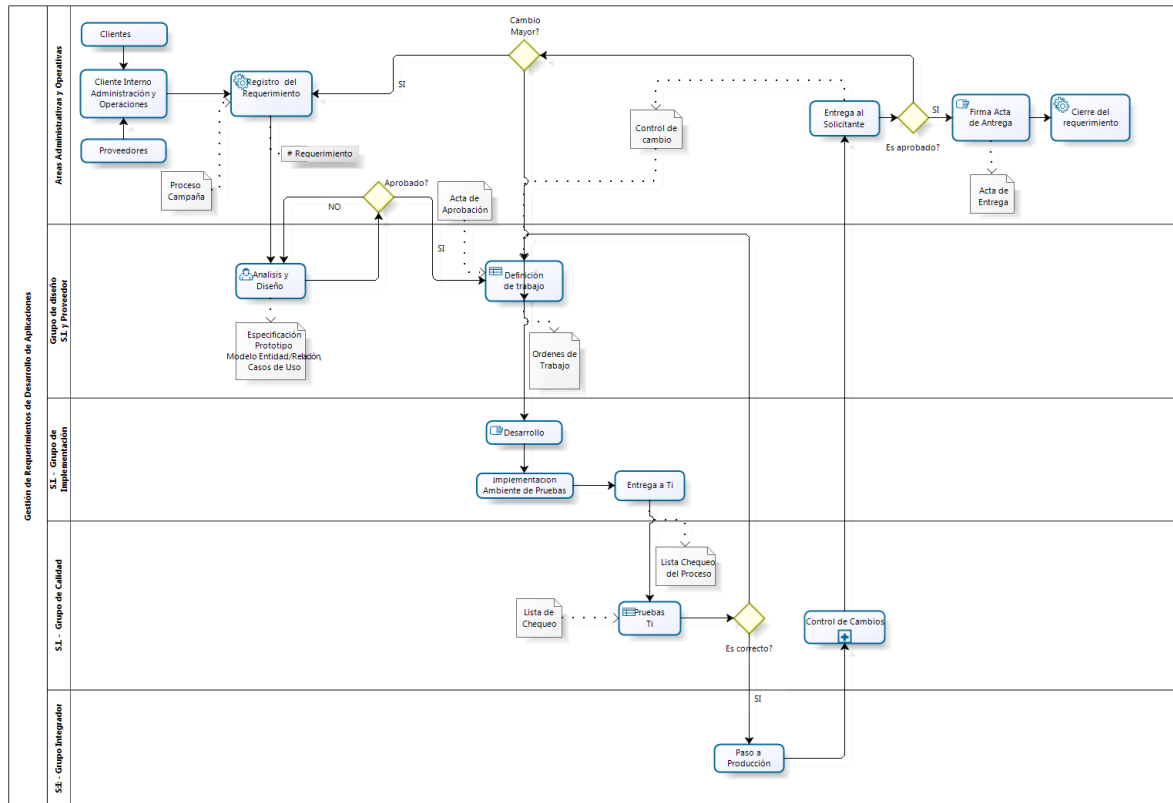 Gestión de Requerimientos de Desarrollo de Aplicaciones
Areas Administrativas y Operativas
Clientes
Cliente Interno
Administración y
Operaciones
Proveedores
Registro del
Requerimiento
# Requerimiento
Proceso
Campaña
SI
Cambio
Mayor?
Control de
cambio
Entrega al
Solicitante
Es aprobado?
SI
Firma Acta
de Antrega
Cierre del
requerimiento
Acta de
Entrega
Aprobado?
NO
SI
Acta de
Aprobación
Grupo de diseño
S.I. y Proveedor
Analisis y
Diseño
Especificación
Prototipo
Modelo Entidad/Relación,
Casos de Uso
Definición
de trabajo
Ordenes de
Trabajo
S.I. - Grupo de
Implementación
Desarrollo
Implementacion
Ambiente de Pruebas
Entrega a Ti
S.I. - Grupo de Calidad
Lista Chequeo
del Proceso
Lista de
Chequeo
Pruebas
Ti
Es correcto?
SI
Control de Cambios
S:I: - Grupo Integrador
Paso a
Producción